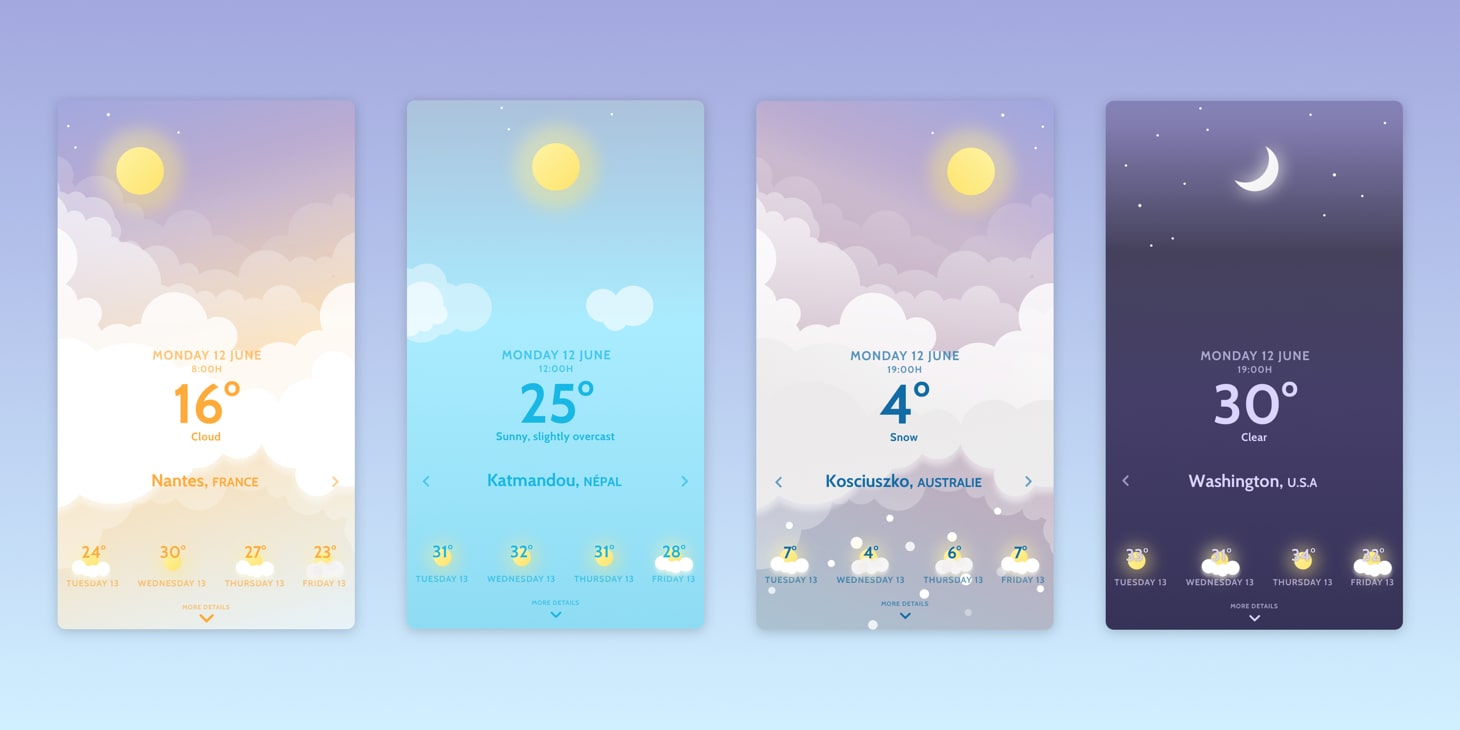 MONDAY 12 JUNE
8:00H
16°
Cloud
Nantes, FRANCE
24° 30° 27° 23°
TUESDAY 13 WEDNESDAY 13 THURSDAY 13 FRIDAY 13
MORE DETAILS
MONDAY 12 JUNE
12:00H
25°
Sunny, slightly overcast
Katmandou, NÉPAL
31° 32° 31° 28°
TUESDAY 13 WEDNESDAY 13 THURSDAY 13 FRIDAY 13
MORE DETAILS
MONDAY 12 JUNE
19:00H
4°
Snow
Kosciuszko, AUSTRALIE
7° 4° 6° 7°
TUESDAY 13 WEDNESDAY 13 THURSDAY 13 FRIDAY 13
MORE DETAILS
MONDAY 12 JUNE
19:00H
30°
Clear
Washington, U.S.A
TUESDAY 13 WEDNESDAY 13 THURSDAY 13 FRIDAY 13
MORE DETAILS